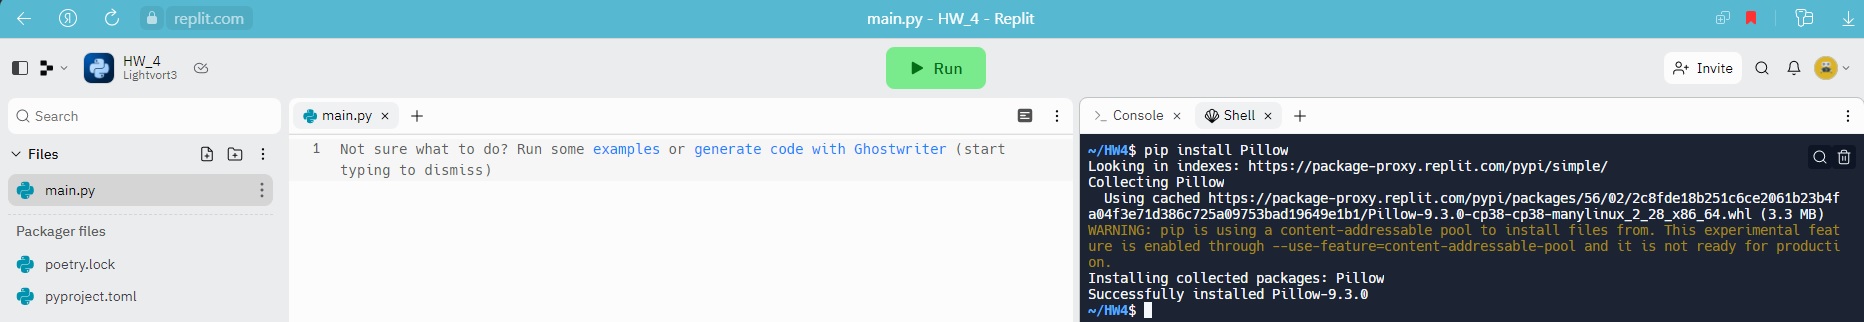 replit.com
main.py - HW_4 - Replit
HW_4
Lightvort3
Run
Invite
Search
main.py
Console
Shell
Files
main.py
Packager files
poetry.lock
pyproject.toml
1 Not sure what to do? Run some examples or generate code with Ghostwriter (start
typing to dismiss)
~/HW4$ pip install Pillow
Looking in indexes: https://package-proxy.replit.com/pypi/simple/
Collecting Pillow
Using cached https://package-proxy.replit.com/pypi/packages/56/02/2c8fde18b251c6ce2061b23b4f
a04f3e71d386c725a09753bad19649e1b1/Pillow-9.3.0-cp38-cp38-manylinux_2_28_x86_64.whl (3.3 MB)
WARNING: pip is using a content-addressable pool to install files from. This experimental feat
ure is enabled through --use-feature=content-addressable-pool and it is not ready for producti
on.
Installing collected packages: Pillow
Successfully installed Pillow-9.3.0
~/HW4$